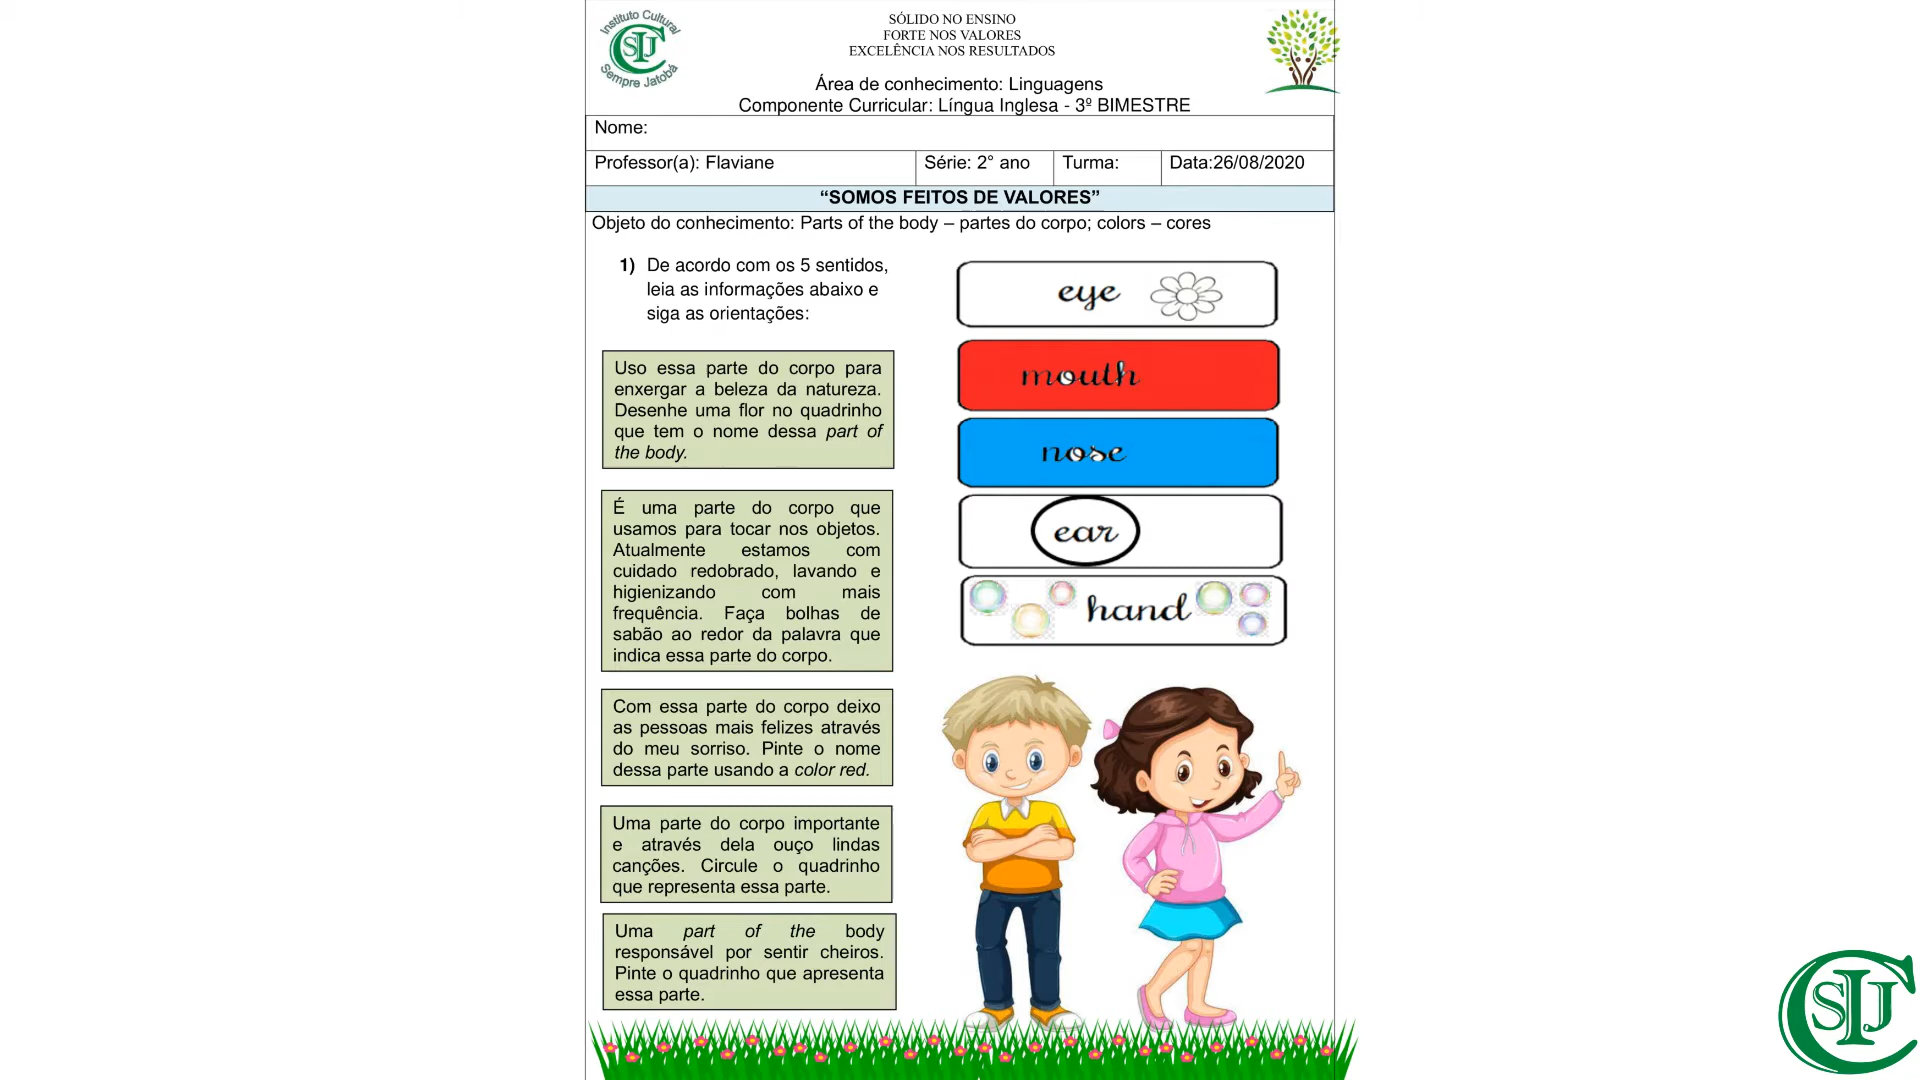 Instituto Cultural
SIJC
Sempre Jatobá
SÓLIDO NO ENSINO
FORTE NOS VALORES
EXCELÊNCIA NOS RESULTADOS
Área de conhecimento: Linguagens
Componente Curricular: Língua Inglesa - 3º BIMESTRE
Nome:
Professor(a): Flaviane
Série: 2° ano
Turma:
Data:26/08/2020
“SOMOS FEITOS DE VALORES”
Objeto do conhecimento: Parts of the body – partes do corpo; colors – cores
1) De acordo com os 5 sentidos,
leia as informações abaixo e
siga as orientações:
Uso essa parte do corpo para
enxergar a beleza da natureza.
Desenhe uma flor no quadrinho
que tem o nome dessa part of
the body.
É uma parte do corpo que
usamos para tocar nos objetos.
Atualmente estamos com
cuidado redobrado, lavando e
higienizando com mais
frequência. Faça bolhas de
sabão ao redor da palavra que
indica essa parte do corpo.
Com essa parte do corpo deixo
as pessoas mais felizes através
do meu sorriso. Pinte o nome
dessa parte usando a color red.
Uma parte do corpo importante
e através dela ouço lindas
canções. Circule o quadrinho
que representa essa parte.
Uma part of the body
responsável por sentir cheiros.
Pinte o quadrinho que apresenta
essa parte.
eye
mouth
nose
ear
hand
SIJC